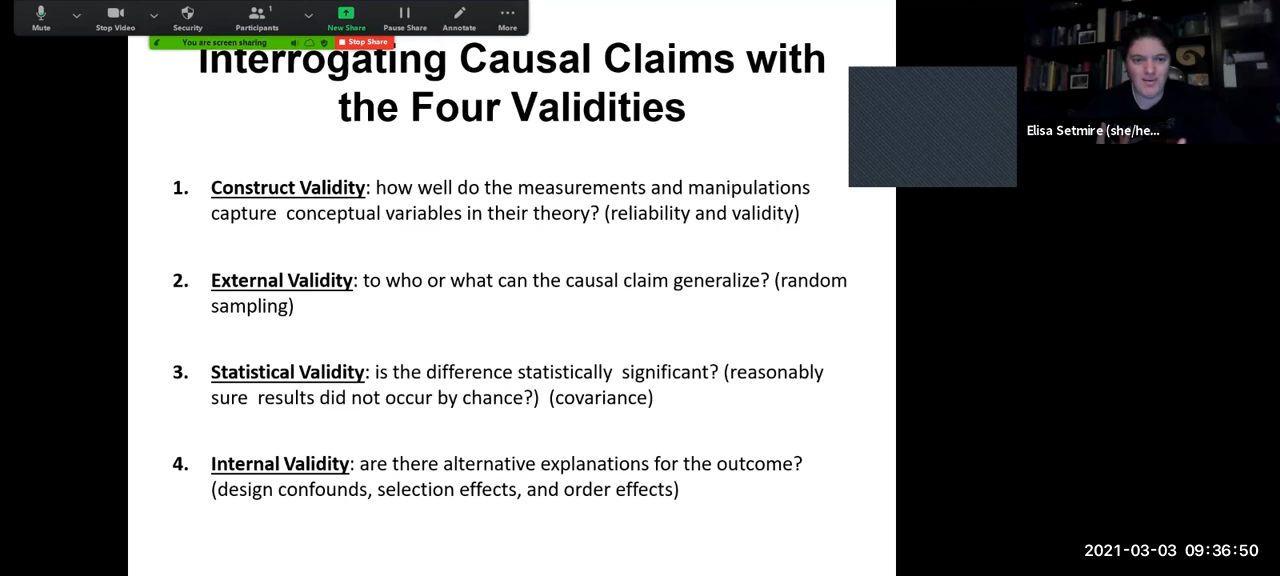 Mute
Stop Video
Security
Participants
1
New Share
Pause Share
Annotate
More
You are screen sharing
Stop Share
Interrogating Causal Claims with
the Four Validities
Elisa Setmire (she/he...
1. Construct Validity: how well do the measurements and manipulations
capture conceptual variables in their theory? (reliability and validity)
2. External Validity: to who or what can the causal claim generalize? (random
sampling)
3. Statistical Validity: is the difference statistically significant? (reasonably
sure results did not occur by chance?) (covariance)
4. Internal Validity: are there alternative explanations for the outcome?
(design confounds, selection effects, and order effects)
2021-03-03 09:36:50